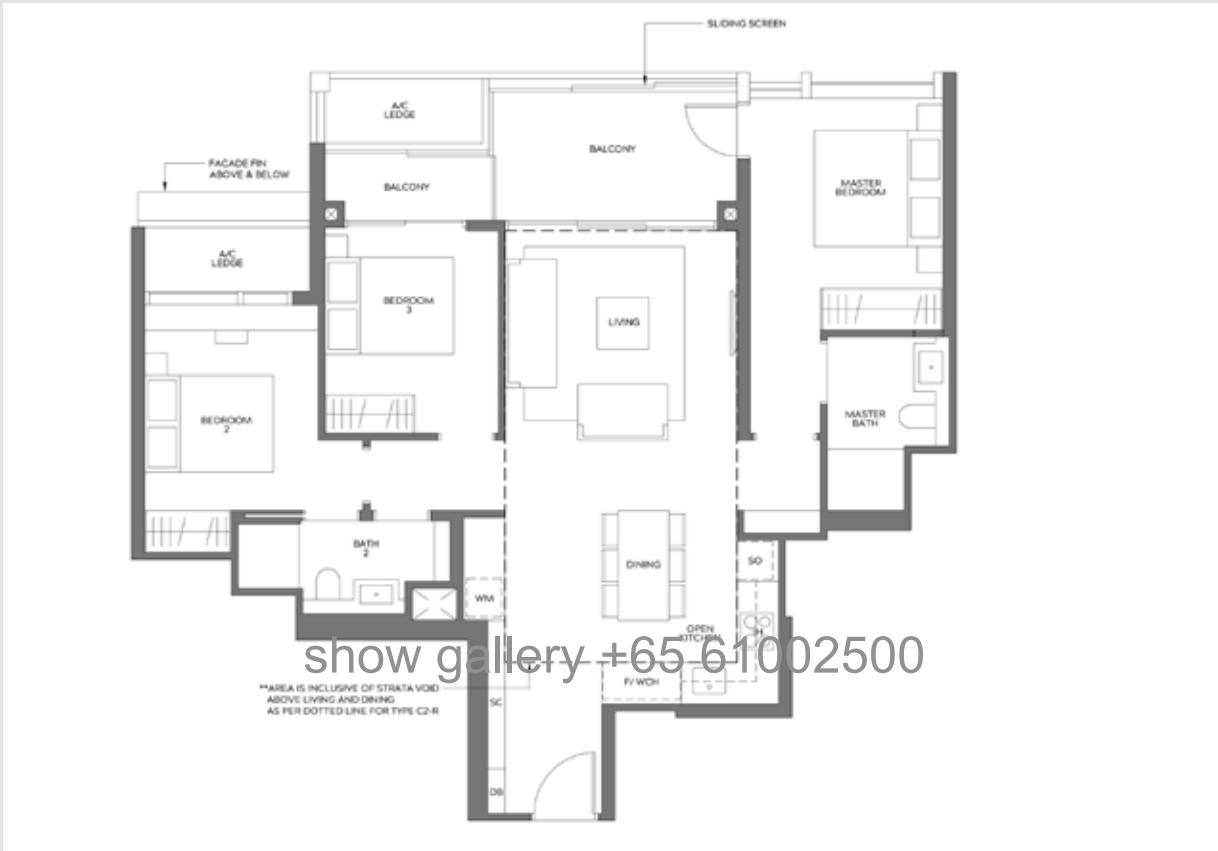 SLIDING SCREEN
A/C
LEDGE
BALCONY
FACADE FIN
ABOVE & BELOW
BALCONY
MASTER
BEDROOM
A/C
LEDGE
BEDROOM
3
LIVING
BEDROOM
2
MASTER
BATH
BATH
2
DINING
SO
WM
OPEN
KITCHEN
H
show gallery +65 61002500
F/ WCH
**AREA IS INCLUSIVE OF STRATA VOID
ABOVE LIVING AND DINING
AS PER DOTTED LINE FOR TYPE C2-R
SC
DB